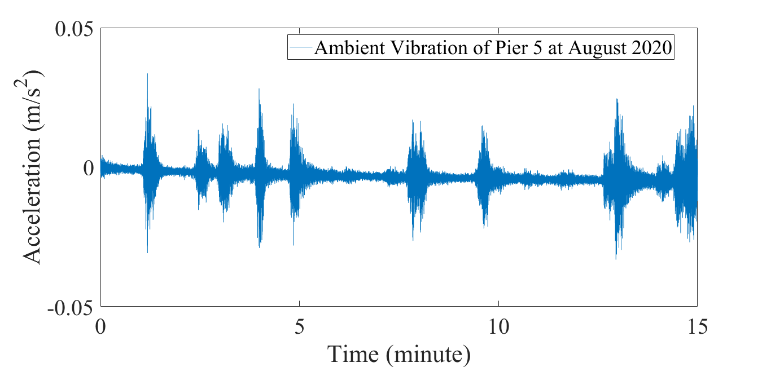 0.05
Ambient Vibration of Pier 5 at August 2020
Acceleration (m/s²)
0
-0.05
0 5 10 15
Time (minute)